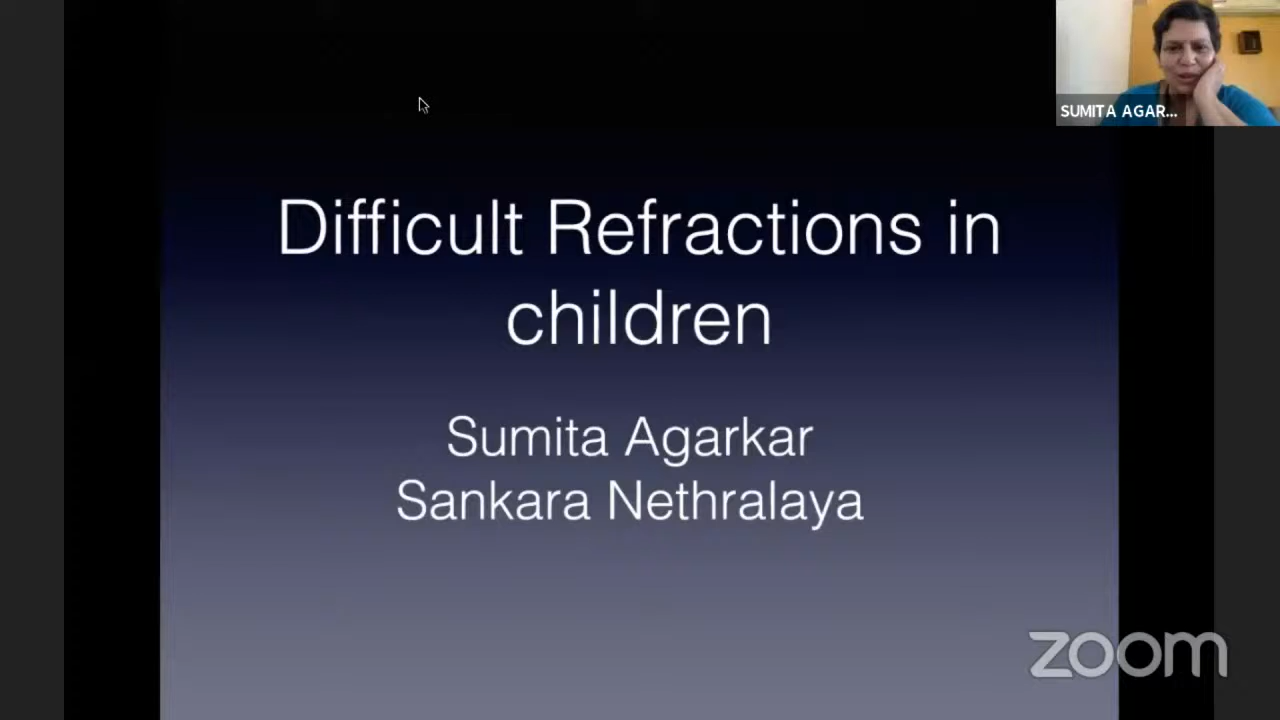 SUMITA AGAR...
Difficult Refractions in
children
Sumita Agarkar
Sankara Nethralaya
zoom